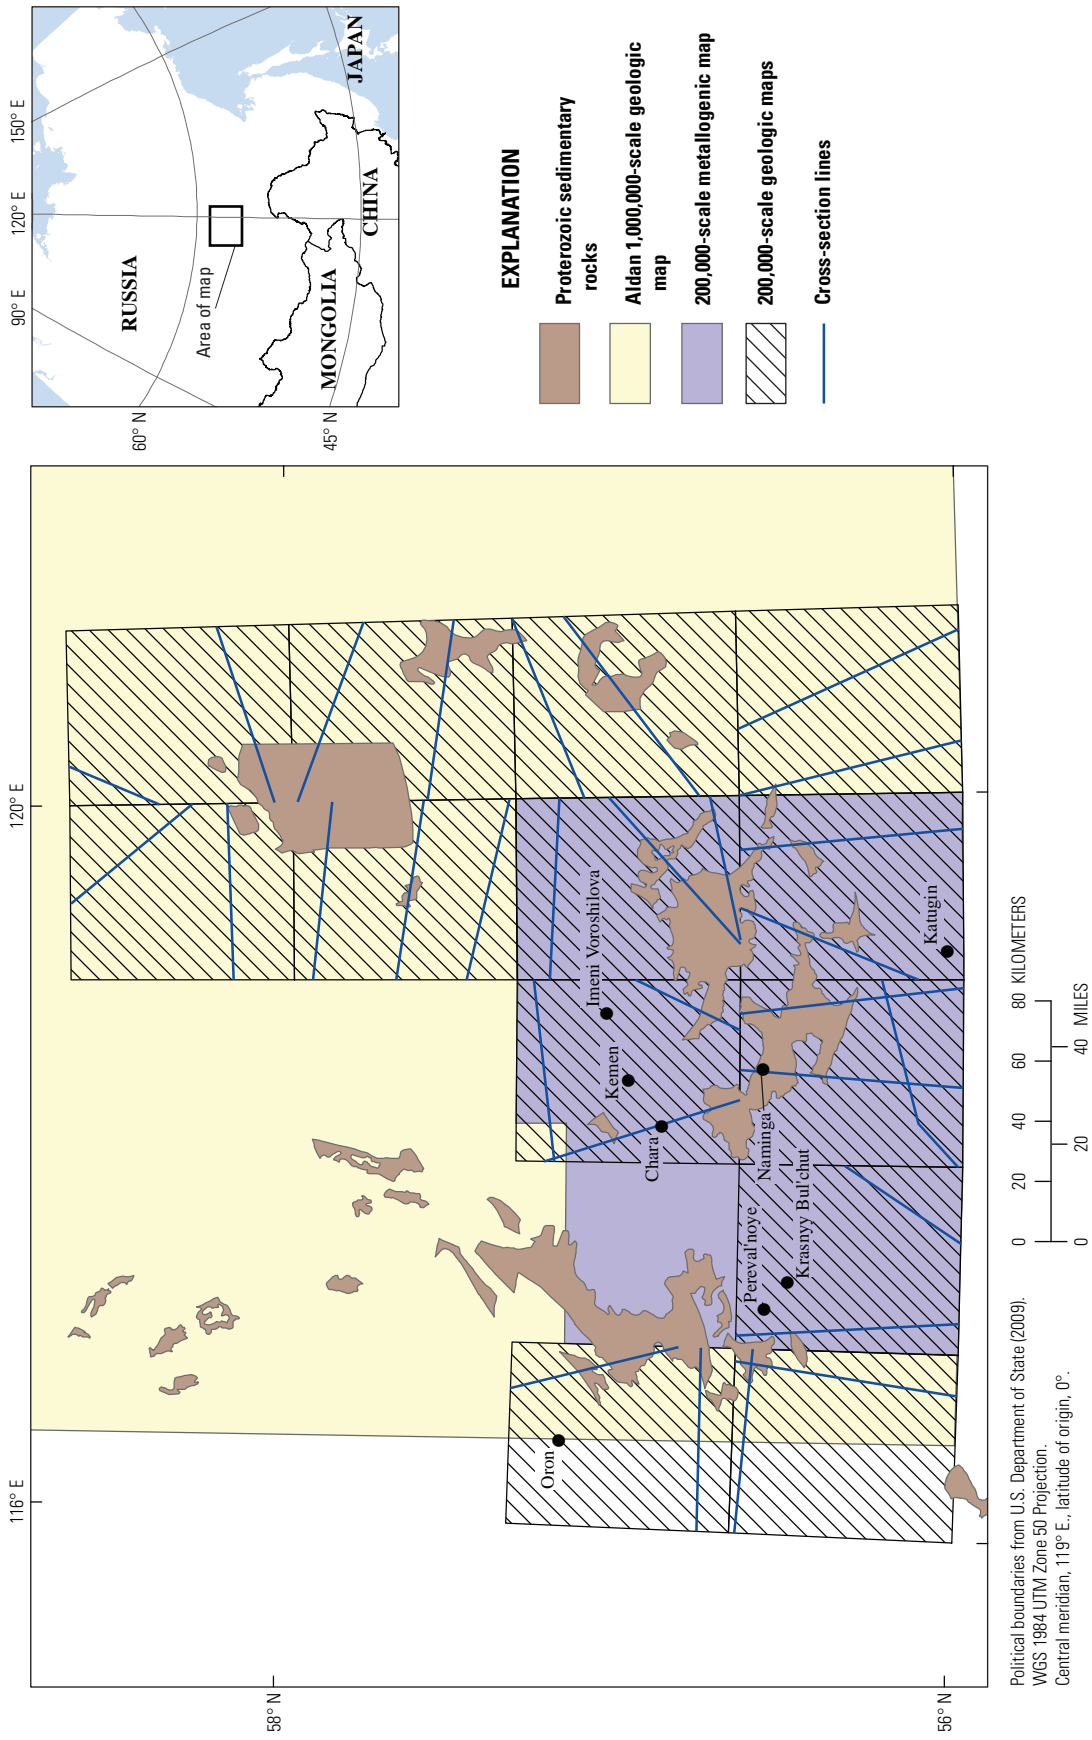 116° E
120° E
58° N
56° N
Oron
Pereval'noye
Krasnyy Bul'chut
Naminga
Chara
Kemen
Imeni Voroshilova
Katugin
90° E
120° E
150° E
60° N
45° N
RUSSIA
Area of map
MONGOLIA
CHINA
JAPAN
EXPLANATION
Proterozoic sedimentary
rocks
Aldan 1,000,000-scale geologic
map
200,000-scale metallogenic map
200,000-scale geologic maps
Cross-section lines
0 20 40 60 80 KILOMETERS
0 20 40 MILES
Political boundaries from U.S. Department of State (2009).
WGS 1984 UTM Zone 50 Projection.
Central meridian, 119° E., latitude of origin, 0°.